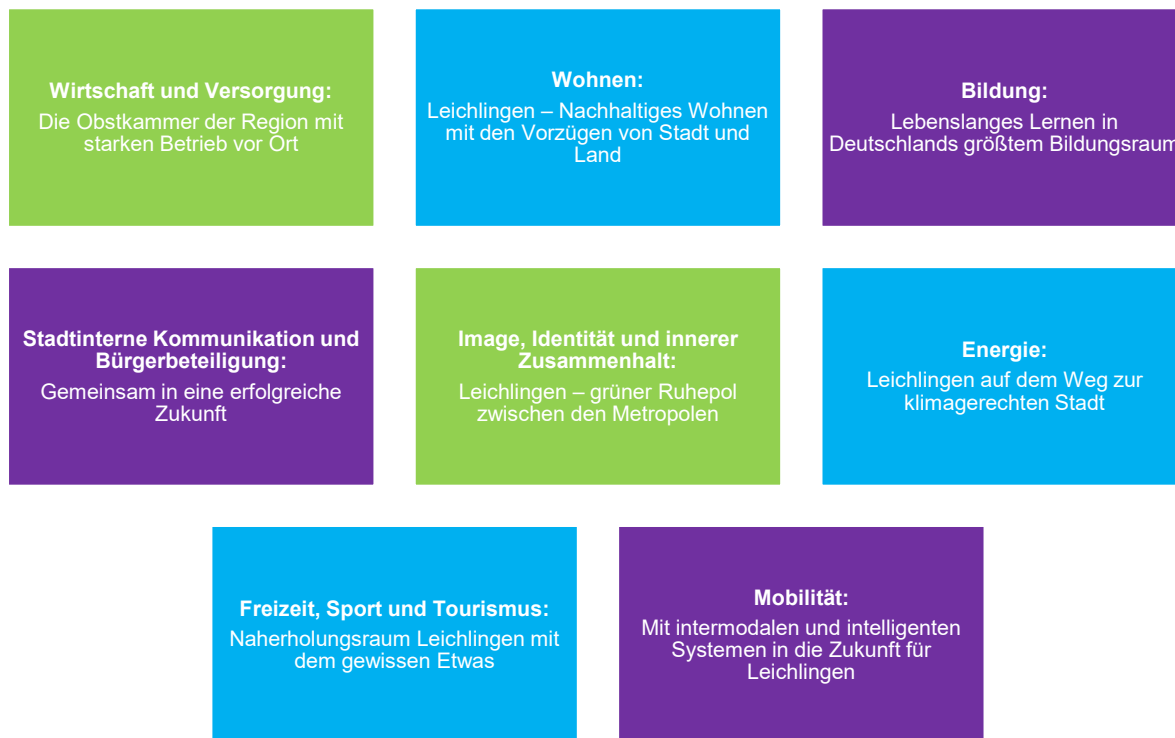 Wirtschaft und Versorgung:
Die Obstkammer der Region mit
starken Betrieb vor Ort
Wohnen:
Leichlingen – Nachhaltiges Wohnen
mit den Vorzügen von Stadt und
Land
Bildung:
Lebenslanges Lernen in
Deutschlands größtem Bildungsraum
Stadtinterne Kommunikation und
Bürgerbeteiligung:
Gemeinsam in eine erfolgreiche
Zukunft
Image, Identität und innerer
Zusammenhalt:
Leichlingen – grüner Ruhepol
zwischen den Metropolen
Energie:
Leichlingen auf dem Weg zur
klimagerechten Stadt
Freizeit, Sport und Tourismus:
Naherholungsraum Leichlingen mit
dem gewissen Etwas
Mobilität:
Mit intermodalen und intelligenten
Systemen in die Zukunft für
Leichlingen